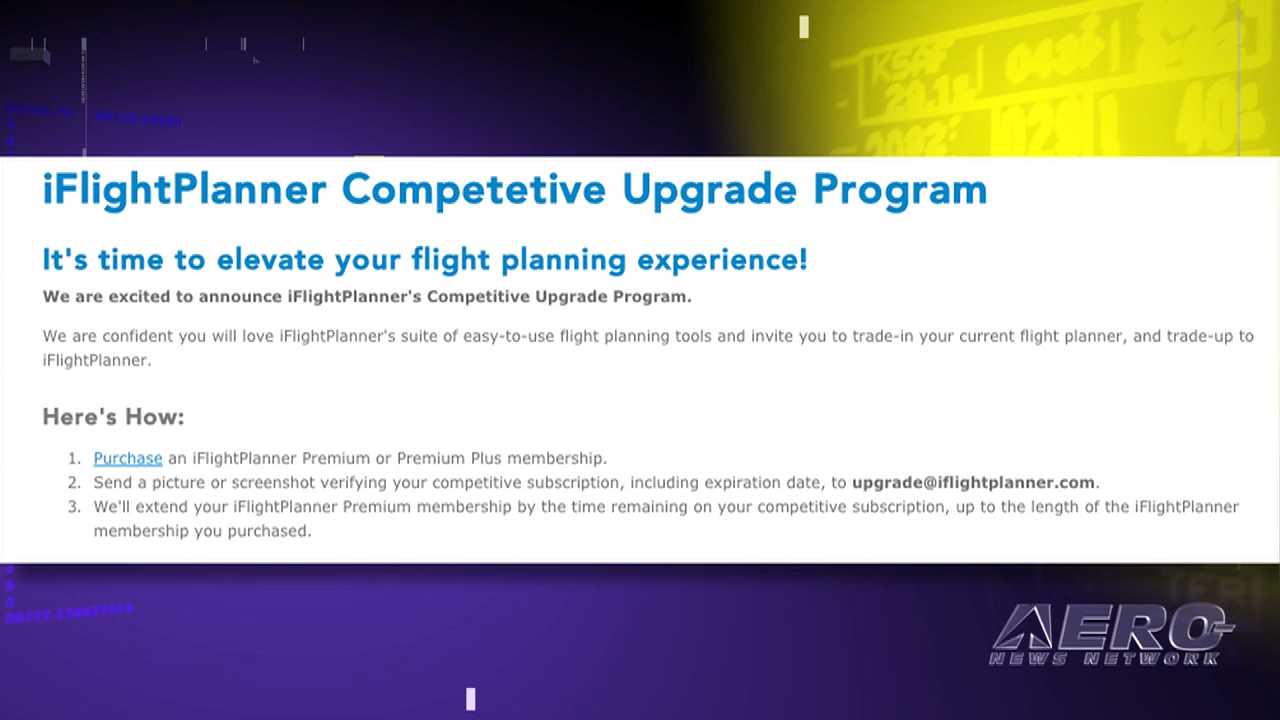 KSAF
29.1
0436
40
iFlightPlanner Competetive Upgrade Program
It's time to elevate your flight planning experience!
We are excited to announce iFlightPlanner's Competitive Upgrade Program.
We are confident you will love iFlightPlanner's suite of easy-to-use flight planning tools and invite you to trade-in your current flight planner, and trade-up to
iFlightPlanner.
Here's How:
1. Purchase an iFlightPlanner Premium or Premium Plus membership.
2. Send a picture or screenshot verifying your competitive subscription, including expiration date, to upgrade@iflightplanner.com.
3. We'll extend your iFlightPlanner Premium membership by the time remaining on your competitive subscription, up to the length of the iFlightPlanner
membership you purchased.
AERO
NEWS NETWORK